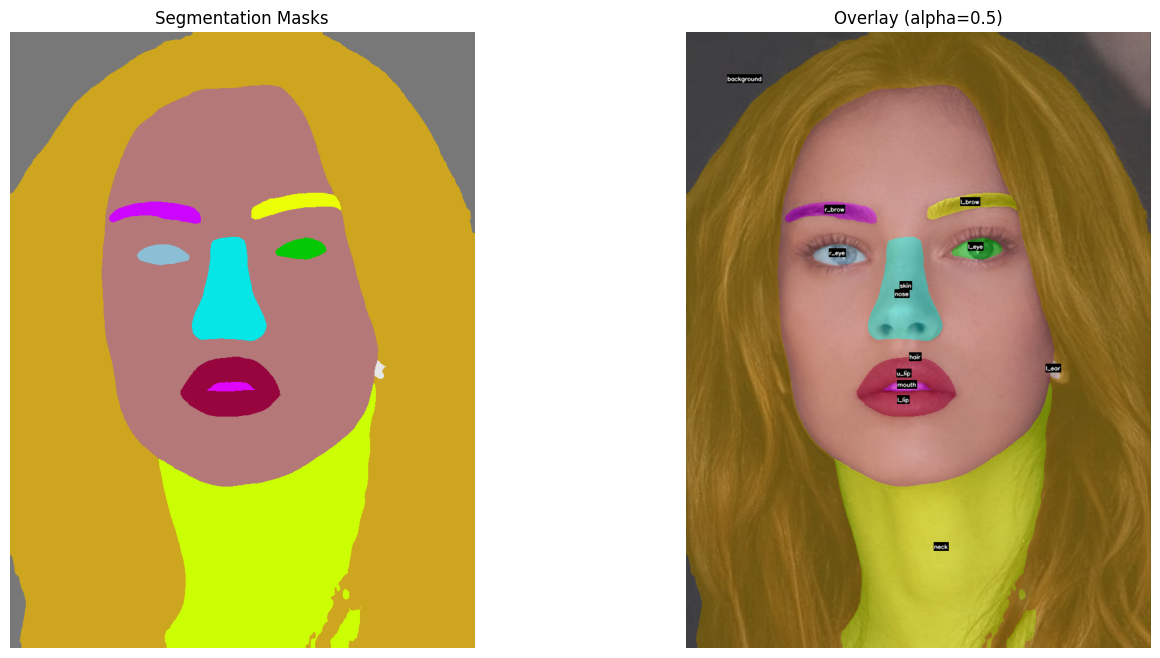 Segmentation Masks
Overlay (alpha=0.5)
background
r_brow
l_brow
r_eye
l_eye
skin
nose
hair
u_lip
l_ear
mouth
l_lip
neck